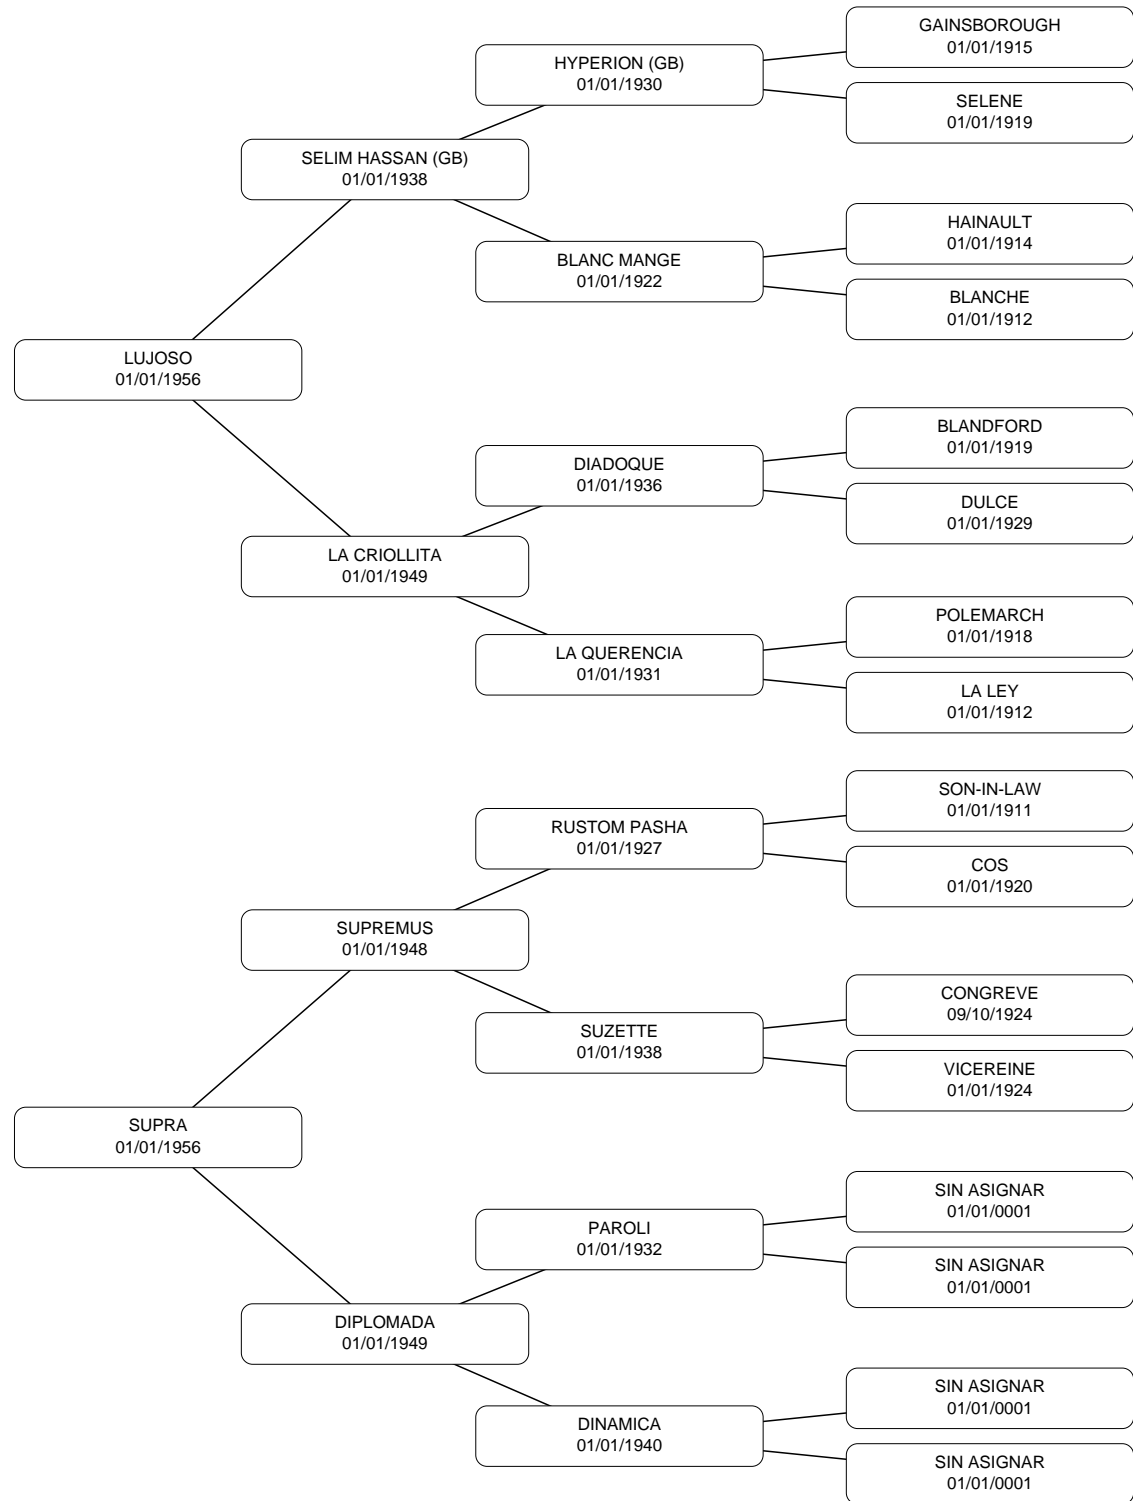 GAINSBOROUGH
01/01/1915
HYPERION (GB)
01/01/1930
SELENE
01/01/1919
SELIM HASSAN (GB)
01/01/1938
HAINAULT
01/01/1914
BLANC MANGE
01/01/1922
BLANCHE
01/01/1912
LUJOSO
01/01/1956
BLANDFORD
01/01/1919
DIADOQUE
01/01/1936
DULCE
01/01/1929
LA CRIOLLITA
01/01/1949
POLEMARCH
01/01/1918
LA QUERENCIA
01/01/1931
LA LEY
01/01/1912
SON-IN-LAW
01/01/1911
RUSTOM PASHA
01/01/1927
COS
01/01/1920
SUPREMUS
01/01/1948
CONGREVE
09/10/1924
SUZETTE
01/01/1938
VICEREINE
01/01/1924
SUPRA
01/01/1956
SIN ASIGNAR
01/01/0001
PAROLI
01/01/1932
SIN ASIGNAR
01/01/0001
DIPLOMADA
01/01/1949
SIN ASIGNAR
01/01/0001
DINAMICA
01/01/1940
SIN ASIGNAR
01/01/0001